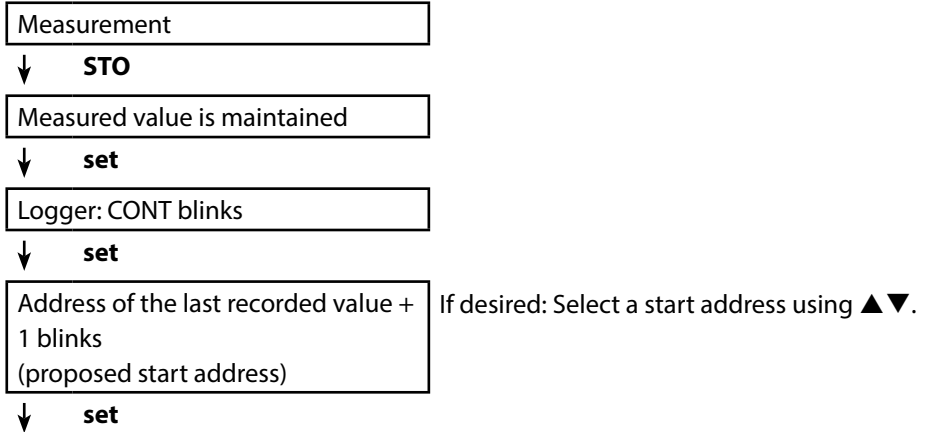 Measurement
↓ STO
Measured value is maintained
↓ set
Logger: CONT blinks
↓ set
Address of the last recorded value +
1 blinks
(proposed start address)
If desired: Select a start address using ▲▼.
↓ set